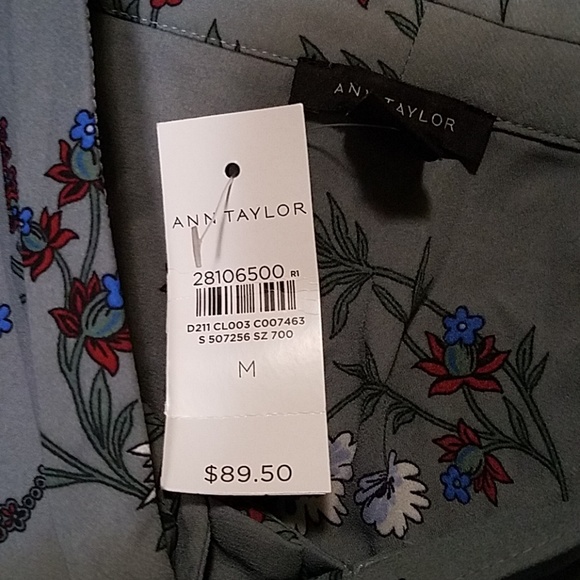 ANN TAYLOR
ANN TAYLOR
28106500 R1
D211 CL003 C007463
S 507256 SZ 700
M
$89.50